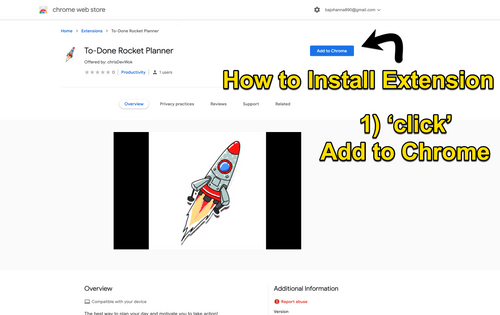 chrome web store
bapohanna990@gmail.com
Home > Extensions > To-Done Rocket Planner
To-Done Rocket Planner
Add to Chrome
Offered by: chrisDevWok
Productivity
1 users
How to Install Extension
Overview
Privacy practices
Reviews
Support
Related
1) ‘click’
Add to Chrome
Overview
Additional Information
Compatible with your device
Report abuse
The best way to plan your day and motivate you to take action!
Version